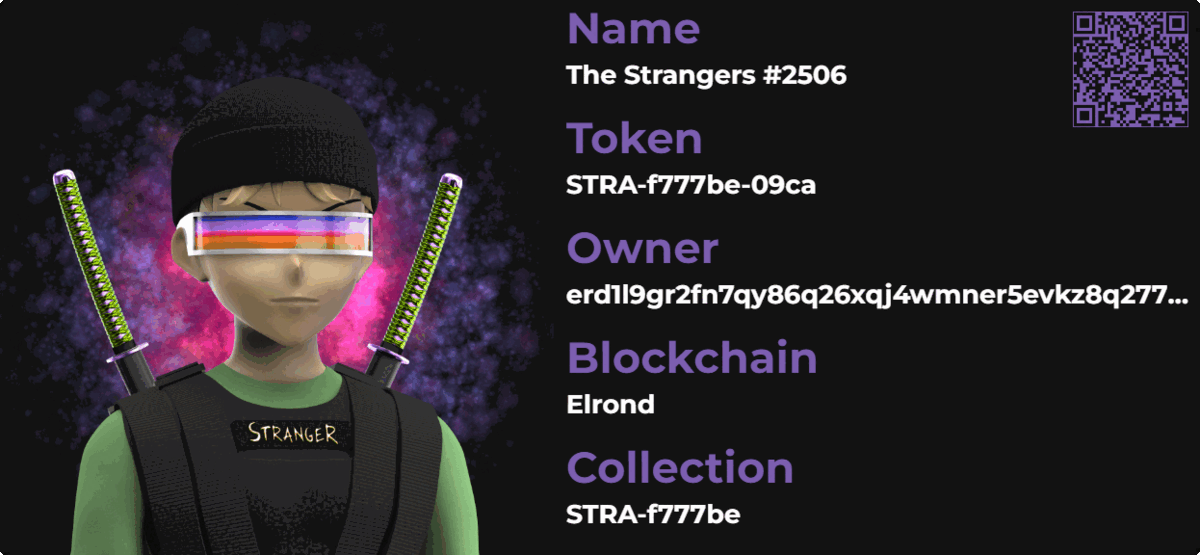 Name
The Strangers #2506
Token
STRA-f777be-09ca
Owner
erd1l9gr2fn7qy86q26xqj4wmner5evkz8q277...
Blockchain
Elrond
Collection
STRA-f777be
STRANGER